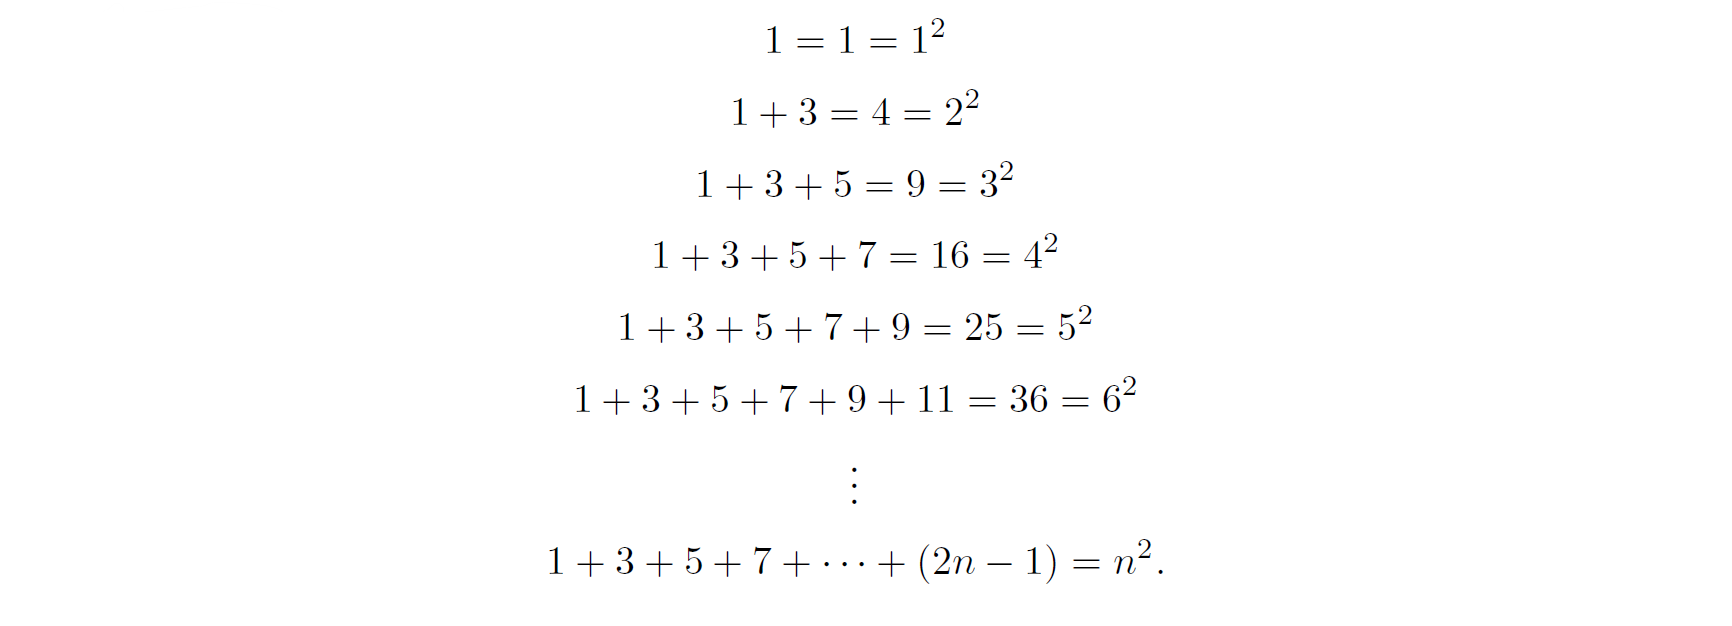 1 = 1 = 1²
1 + 3 = 4 = 2²
1 + 3 + 5 = 9 = 3²
1 + 3 + 5 + 7 = 16 = 4²
1 + 3 + 5 + 7 + 9 = 25 = 5²
1 + 3 + 5 + 7 + 9 + 11 = 36 = 6²
⋮
1 + 3 + 5 + 7 + ⋯ + (2n − 1) = n².